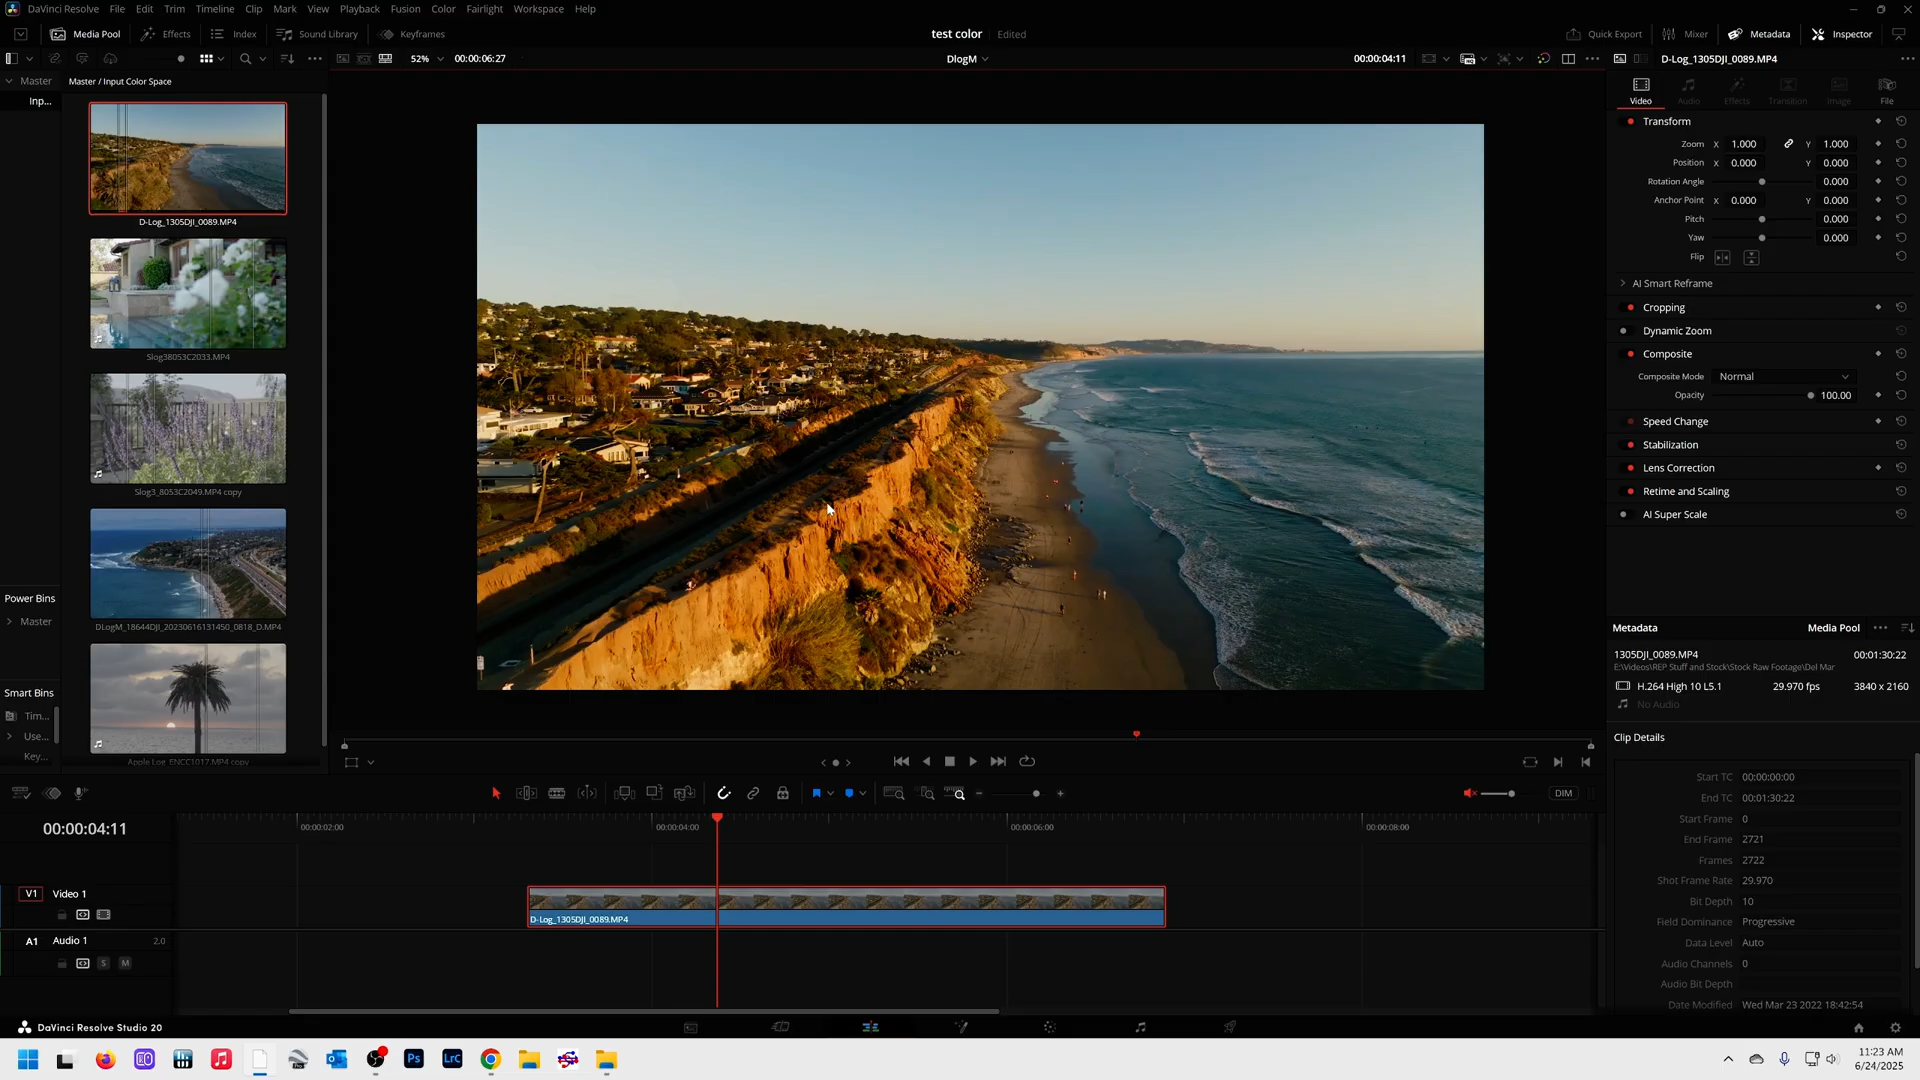 DaVinci Resolve File Edit Trim Timeline Clip Mark View Playback Fusion Color Fairlight Workspace Help
Media Pool Effects Index Sound Library Keyframes test color Edited Quick Export Mixer Metadata Inspector
52% 00:00:06:27 DlogM 00:00:04:11 D-Log_1305DJI_0089.MP4
Master Master / Input Color Space
Inp...
D-Log_1305DJI_0089.MP4
Slog38053C2033.MP4
Slog3_8053C2049.MP4 copy
DLogM_18644DJI_20230616131450_0818_D.MP4
Apple Log_ENCC1017.MP4 copy
Power Bins
Master
Smart Bins
Tim...
Use...
Key...
Video Audio Effects Transition Image File
Transform
Zoom X 1.000 Y 1.000
Position X 0.000 Y 0.000
Rotation Angle 0.000
Anchor Point X 0.000 Y 0.000
Pitch 0.000
Yaw 0.000
Flip
AI Smart Reframe
Cropping
Dynamic Zoom
Composite
Composite Mode Normal
Opacity 100.00
Speed Change
Stabilization
Lens Correction
Retime and Scaling
AI Super Scale
Metadata Media Pool
1305DJI_0089.MP4 00:01:30:22
E:\Videos\REP Stuff and Stock\Stock Raw Footage\Del Mar
H.264 High 10 L5.1 29.970 fps 3840 x 2160
No Audio
Clip Details
Start TC 00:00:00:00
End TC 00:01:30:22
Start Frame 0
End Frame 2721
Frames 2722
Shot Frame Rate 29.970
Bit Depth 10
Field Dominance Progressive
Data Level Auto
Audio Channels 0
Audio Bit Depth
Date Modified Wed Mar 23 2022 18:42:54
DIM
00:00:04:11 00:00:02:00 00:00:04:00 00:00:06:00 00:00:08:00
V1 Video 1
D-Log_1305DJI_0089.MP4
A1 Audio 1 2.0
S M
DaVinci Resolve Studio 20
Ps LrC
11:23 AM
6/24/2025